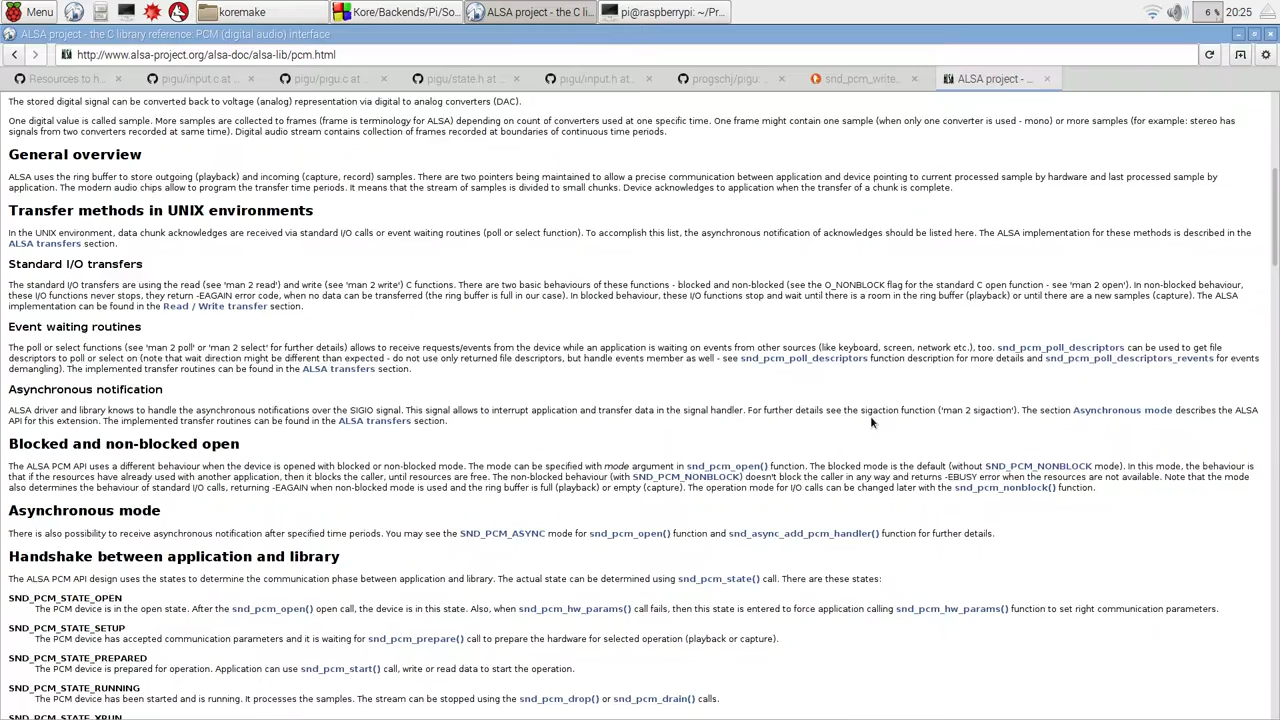 Menu
koremake
Kore/Backends/Pi/So...
ALSA project - the C li...
pi@raspberrypi: ~/Pr...
6 %
20:25
ALSA project - the C library reference: PCM (digital audio) interface
http://www.alsa-project.org/alsa-doc/alsa-lib/pcm.html
Resources to h...
pigu/input.c at ...
pigu/pigu.c at ...
pigu/state.h at ...
pigu/input.h at...
progschj/pigu ·
snd_pcm_write...
ALSA project - ...
The stored digital signal can be converted back to voltage (analog) representation via digital to analog converters (DAC).
One digital value is called sample. More samples are collected to frames (frame is terminology for ALSA) depending on count of converters used at one specific time. One frame might contain one sample (when only one converter is used - mono) or more samples (for example: stereo has
signals from two converters recorded at same time). Digital audio stream contains collection of frames recorded at boundaries of continuous time periods.
General overview
ALSA uses the ring buffer to store outgoing (playback) and incoming (capture, record) samples. There are two pointers being maintained to allow a precise communication between application and device pointing to current processed sample by hardware and last processed sample by
application. The modern audio chips allow to program the transfer time periods. It means that the stream of samples is divided to small chunks. Device acknowledges to application when the transfer of a chunk is complete.
Transfer methods in UNIX environments
In the UNIX environment, data chunk acknowledges are received via standard I/O calls or event waiting routines (poll or select function). To accomplish this list, the asynchronous notification of acknowledges should be listed here. The ALSA implementation for these methods is described in the
ALSA transfers section.
Standard I/O transfers
The standard I/O transfers are using the read (see 'man 2 read') and write (see 'man 2 write') C functions. There are two basic behaviours of these functions - blocked and non-blocked (see the O_NONBLOCK flag for the standard C open function - see 'man 2 open'). In non-blocked behaviour,
these I/O functions never stops, they return -EAGAIN error code, when no data can be transferred (the ring buffer is full in our case). In blocked behaviour, these I/O functions stop and wait until there is a room in the ring buffer (playback) or until there are a new samples (capture). The ALSA
implementation can be found in the Read / Write transfer section.
Event waiting routines
The poll or select functions (see 'man 2 poll' or 'man 2 select' for further details) allows to receive requests/events from the device while an application is waiting on events from other sources (like keyboard, screen, network etc.), too. snd_pcm_poll_descriptors can be used to get file
descriptors to poll or select on (note that wait direction might be different than expected - do not use only returned file descriptors, but handle events member as well - see snd_pcm_poll_descriptors function description for more details and snd_pcm_poll_descriptors_revents for events
demangling). The implemented transfer routines can be found in the ALSA transfers section.
Asynchronous notification
ALSA driver and library knows to handle the asynchronous notifications over the SIGIO signal. This signal allows to interrupt application and transfer data in the signal handler. For further details see the sigaction function ('man 2 sigaction'). The section Asynchronous mode describes the ALSA
API for this extension. The implemented transfer routines can be found in the ALSA transfers section.
Blocked and non-blocked open
The ALSA PCM API uses a different behaviour when the device is opened with blocked or non-blocked mode. The mode can be specified with mode argument in snd_pcm_open() function. The blocked mode is the default (without SND_PCM_NONBLOCK mode). In this mode, the behaviour is
that if the resources have already used with another application, then it blocks the caller, until resources are free. The non-blocked behaviour (with SND_PCM_NONBLOCK) doesn't block the caller in any way and returns -EBUSY error when the resources are not available. Note that the mode
also determines the behaviour of standard I/O calls, returning -EAGAIN when non-blocked mode is used and the ring buffer is full (playback) or empty (capture). The operation mode for I/O calls can be changed later with the snd_pcm_nonblock() function.
Asynchronous mode
There is also possibility to receive asynchronous notification after specified time periods. You may see the SND_PCM_ASYNC mode for snd_pcm_open() function and snd_async_add_pcm_handler() function for further details.
Handshake between application and library
The ALSA PCM API design uses the states to determine the communication phase between application and library. The actual state can be determined using snd_pcm_state() call. There are these states:
SND_PCM_STATE_OPEN
The PCM device is in the open state. After the snd_pcm_open() open call, the device is in this state. Also, when snd_pcm_hw_params() call fails, then this state is entered to force application calling snd_pcm_hw_params() function to set right communication parameters.
SND_PCM_STATE_SETUP
The PCM device has accepted communication parameters and it is waiting for snd_pcm_prepare() call to prepare the hardware for selected operation (playback or capture).
SND_PCM_STATE_PREPARED
The PCM device is prepared for operation. Application can use snd_pcm_start() call, write or read data to start the operation.
SND_PCM_STATE_RUNNING
The PCM device has been started and is running. It processes the samples. The stream can be stopped using the snd_pcm_drop() or snd_pcm_drain() calls.
SND_PCM_STATE_XRUN